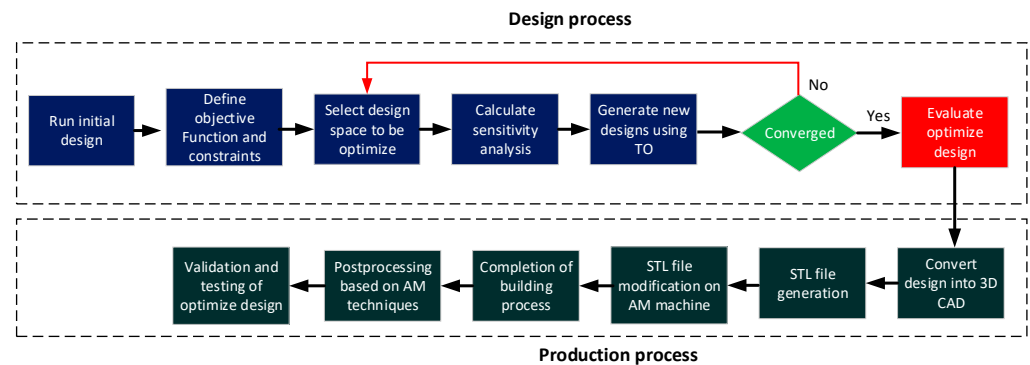 Design process
Run initial
design
Define
objective
Function and
constraints
Select design
space to be
optimize
Calculate
sensitivity
analysis
Generate new
designs using
TO
No
Converged
Yes
Evaluate
optimize
design
Validation and
testing of
optimize design
Postprocessing
based on AM
techniques
Completion of
building
process
STL file
modification on
AM machine
STL file
generation
Convert
design into 3D
CAD
Production process